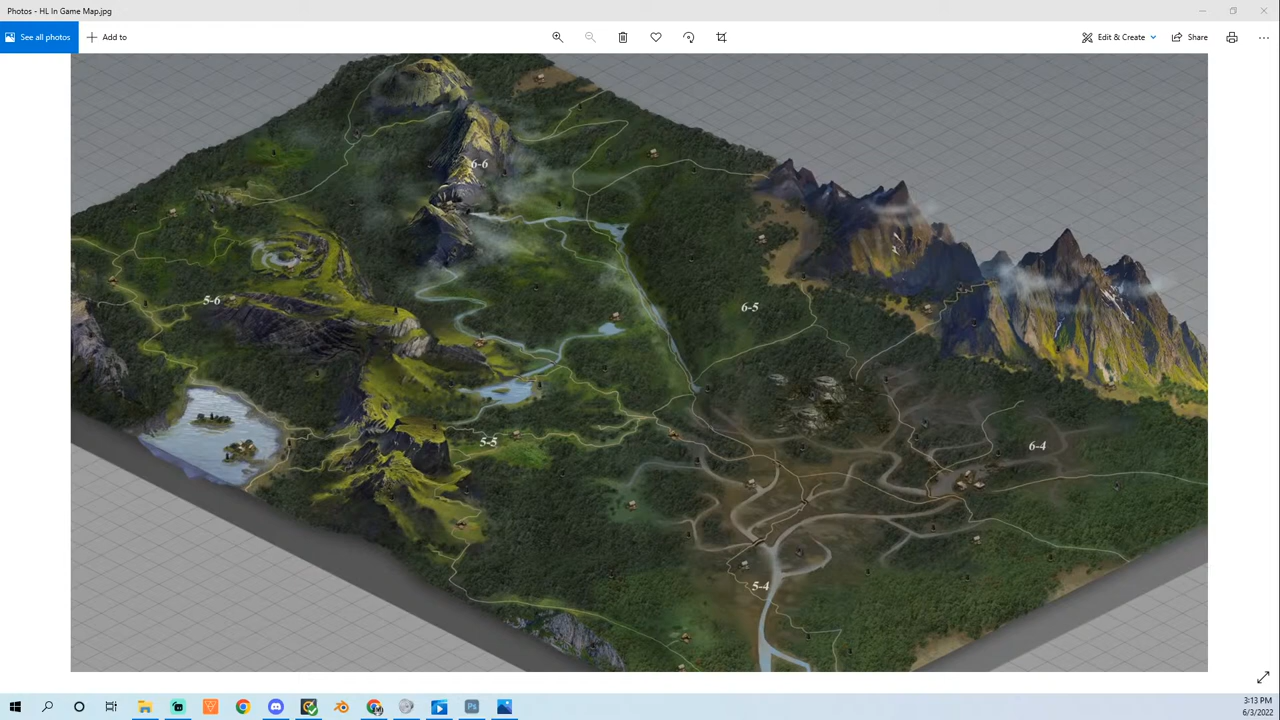 Photos - HL In Game Map.jpg
See all photos
Add to
Edit & Create
Share
6-6
5-6
6-5
5-5
6-4
5-4
3:13 PM
6/3/2022